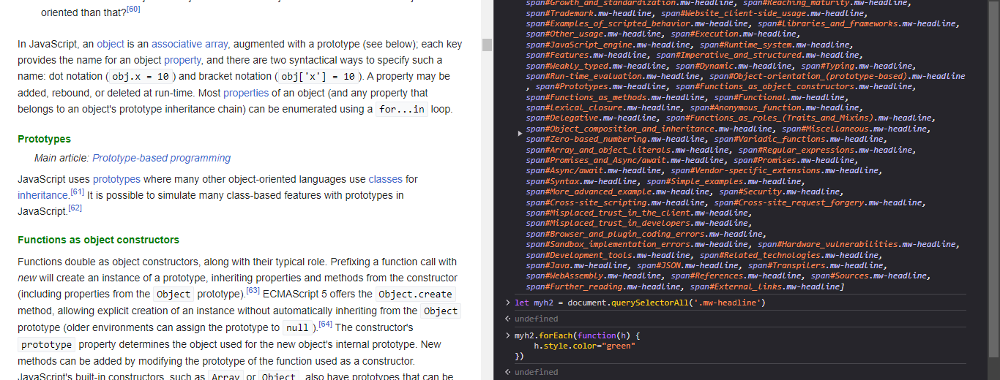 oriented than that?[60]
In JavaScript, an object is an associative array, augmented with a prototype (see below); each key
provides the name for an object property, and there are two syntactical ways to specify such a
name: dot notation ( obj.x = 10 ) and bracket notation ( obj['x'] = 10 ). A property may be
added, rebound, or deleted at run-time. Most properties of an object (and any property that
belongs to an object's prototype inheritance chain) can be enumerated using a for...in loop.
Prototypes
Main article: Prototype-based programming
JavaScript uses prototypes where many other object-oriented languages use classes for
inheritance.[61] It is possible to simulate many class-based features with prototypes in
JavaScript.[62]
Functions as object constructors
Functions double as object constructors, along with their typical role. Prefixing a function call with
new will create an instance of a prototype, inheriting properties and methods from the constructor
(including properties from the Object prototype).[63] ECMAScript 5 offers the Object.create
method, allowing explicit creation of an instance without automatically inheriting from the Object
prototype (older environments can assign the prototype to null ).[64] The constructor's
prototype property determines the object used for the new object's internal prototype. New
methods can be added by modifying the prototype of the function used as a constructor.
JavaScript's built-in constructors, such as Array or Object, also have prototypes that can be
span#Growth_and_standardization.mw-headline, span#Reaching_maturity.mw-headline,
span#Trademark.mw-headline, span#Website_client-side_usage.mw-headline,
span#Examples_of_scripted_behavior.mw-headline, span#Libraries_and_frameworks.mw-headline,
span#Other_usage.mw-headline, span#Execution.mw-headline,
span#JavaScript_engine.mw-headline, span#Runtime_system.mw-headline,
span#Features.mw-headline, span#Imperative_and_structured.mw-headline,
span#Weakly_typed.mw-headline, span#Dynamic.mw-headline, span#Typing.mw-headline,
span#Run-time_evaluation.mw-headline, span#Object-orientation_(prototype-based).mw-headline
, span#Prototypes.mw-headline, span#Functions_as_object_constructors.mw-headline,
span#Functions_as_methods.mw-headline, span#Functional.mw-headline,
span#Lexical_closure.mw-headline, span#Anonymous_function.mw-headline,
span#Delegative.mw-headline, span#Functions_as_roles_(Traits_and_Mixins).mw-headline,
span#Object_composition_and_inheritance.mw-headline, span#Miscellaneous.mw-headline,
span#Zero-based_numbering.mw-headline, span#Variadic_functions.mw-headline,
span#Array_and_object_literals.mw-headline, span#Regular_expressions.mw-headline,
span#Promises_and_Async/await.mw-headline, span#Promises.mw-headline,
span#Async/await.mw-headline, span#Vendor-specific_extensions.mw-headline,
span#Syntax.mw-headline, span#Simple_examples.mw-headline,
span#More_advanced_example.mw-headline, span#Security.mw-headline,
span#Cross-site_scripting.mw-headline, span#Cross-site_request_forgery.mw-headline,
span#Misplaced_trust_in_the_client.mw-headline,
span#Misplaced_trust_in_developers.mw-headline,
span#Browser_and_plugin_coding_errors.mw-headline,
span#Sandbox_implementation_errors.mw-headline, span#Hardware_vulnerabilities.mw-headline,
span#Development_tools.mw-headline, span#Related_technologies.mw-headline,
span#Java.mw-headline, span#JSON.mw-headline, span#Transpilers.mw-headline,
span#WebAssembly.mw-headline, span#References.mw-headline, span#Sources.mw-headline,
span#Further_reading.mw-headline, span#External_links.mw-headline]
let myh2 = document.querySelectorAll('.mw-headline')
undefined
myh2.forEach(function(h) {
h.style.color="green"
})
undefined